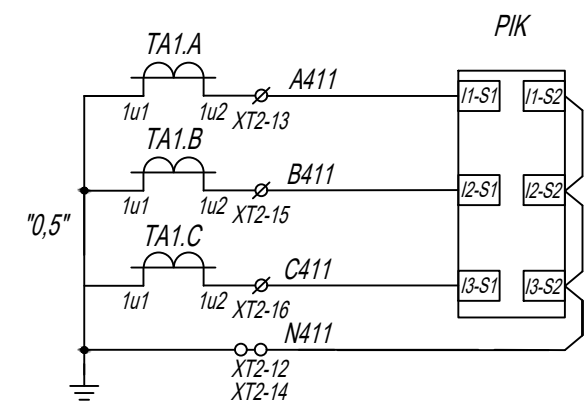 PIK
TA1.A
A411
I1-S1 I1-S2
1u1 1u2 XT2-13
TA1.B
B411
I2-S1 I2-S2
1u1 1u2 XT2-15
"0,5"
TA1.C
C411
I3-S1 I3-S2
1u1 1u2 XT2-16
N411
XT2-12
XT2-14